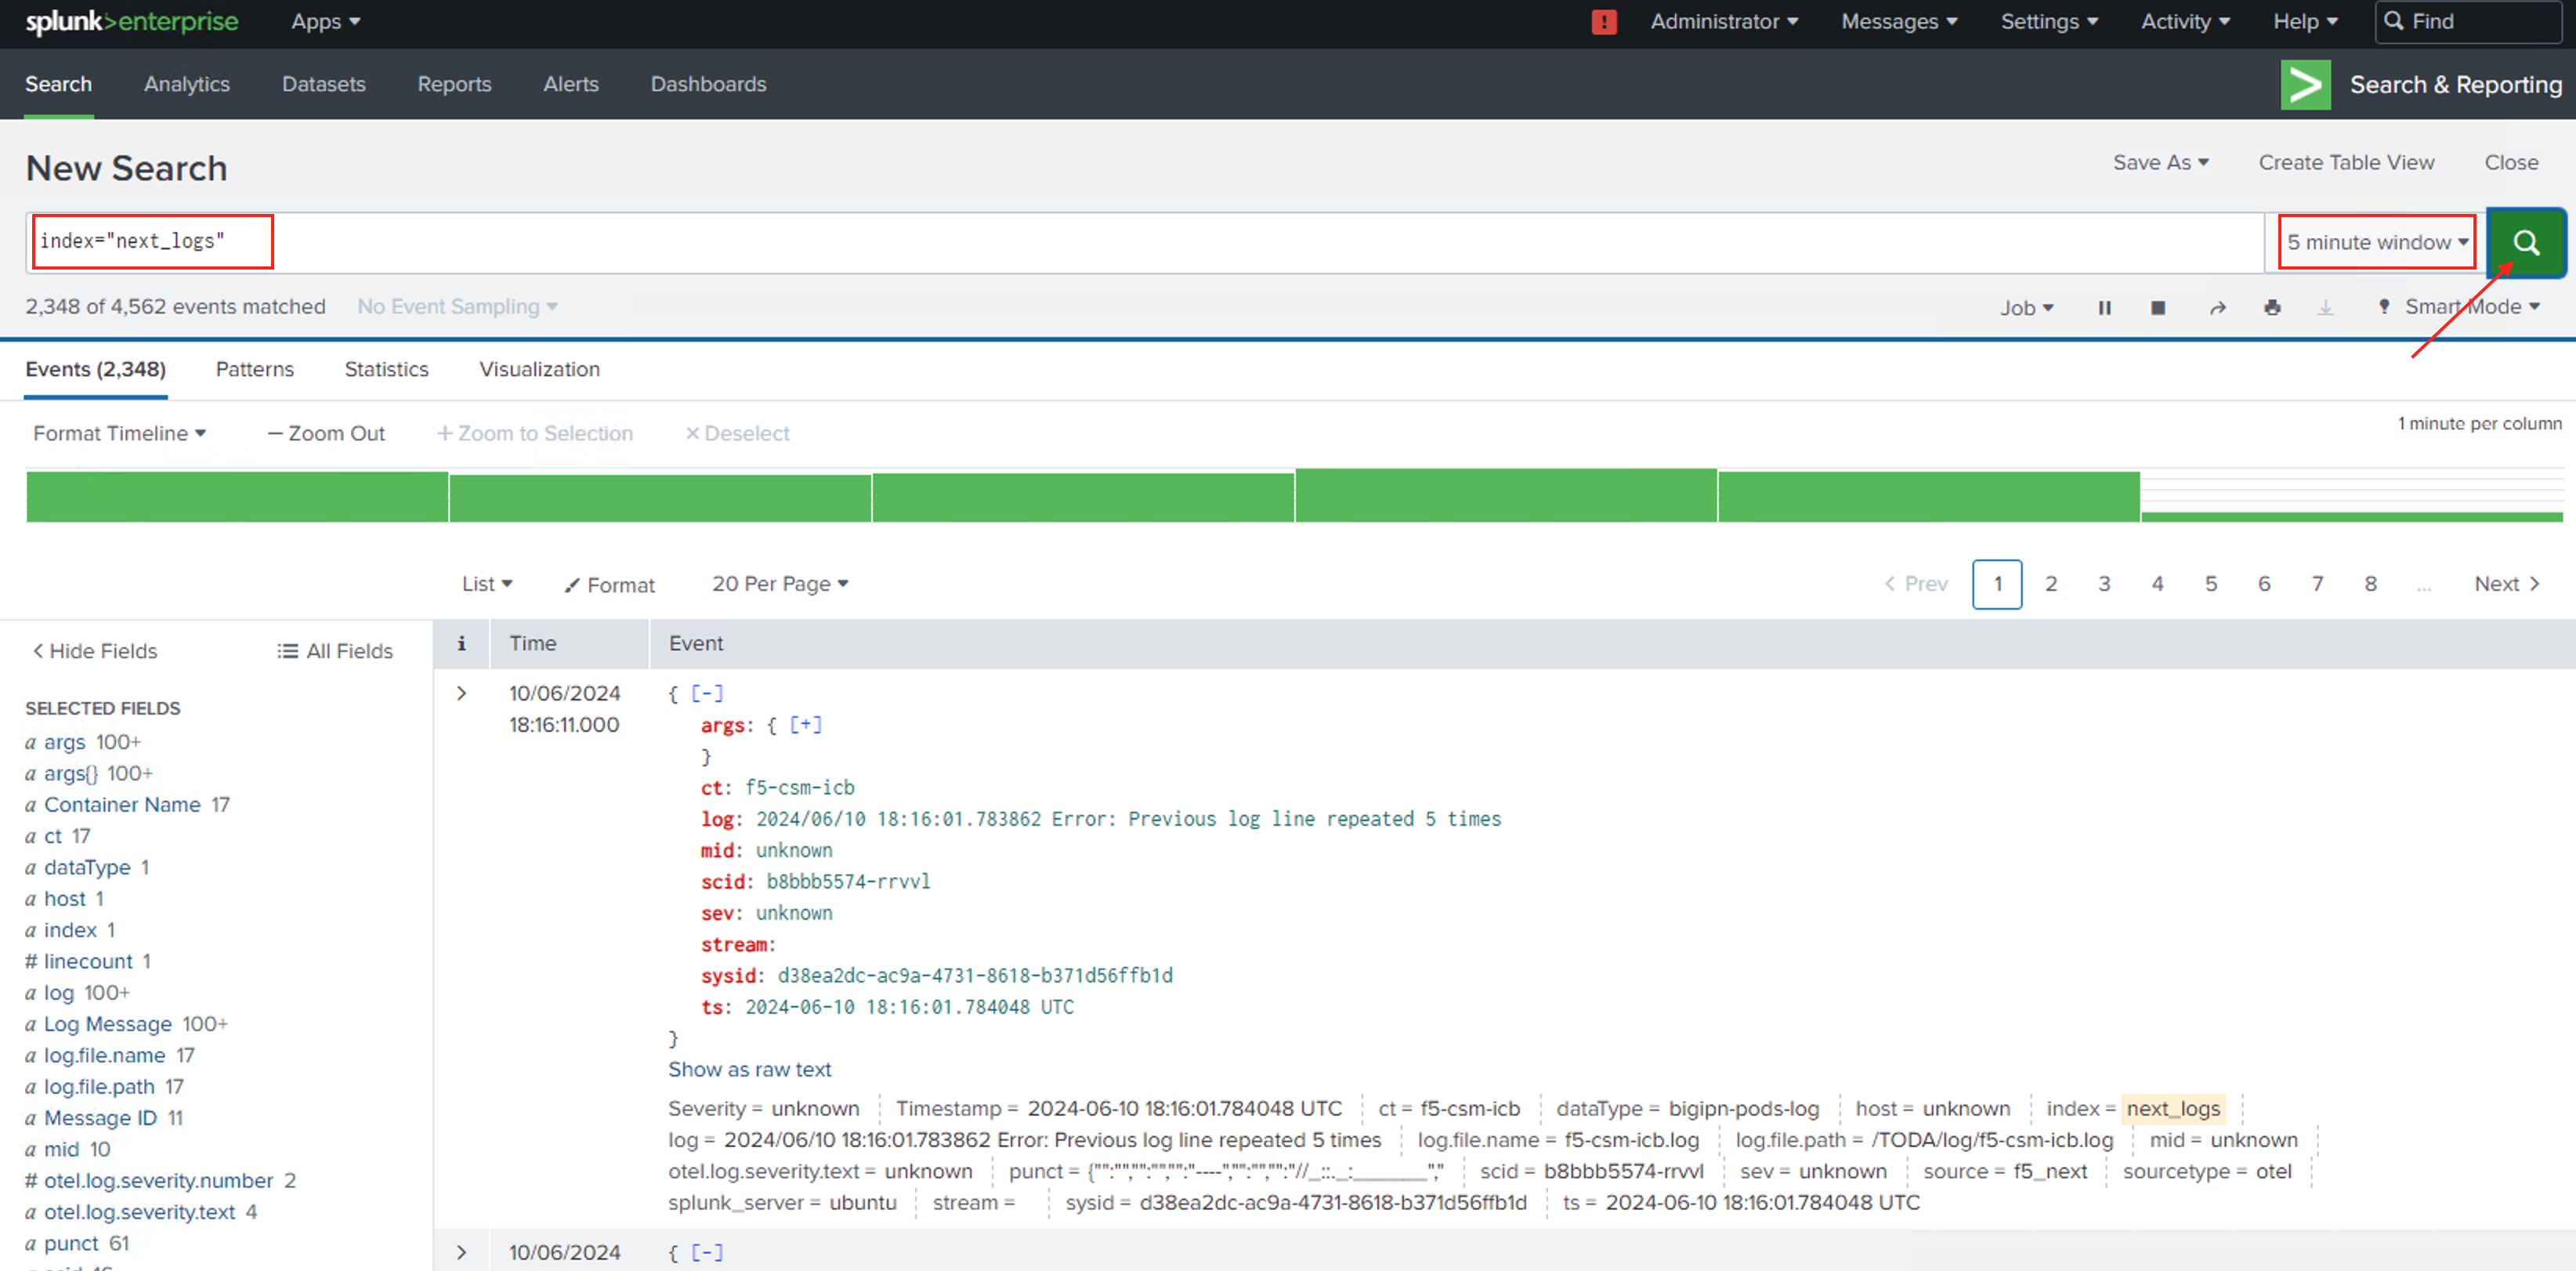 splunk>enterprise Apps ! Administrator Messages Settings Activity Help Find
Search Analytics Datasets Reports Alerts Dashboards Search & Reporting
New Search
Save As Create Table View Close
index="next_logs" 5 minute window
2,348 of 4,562 events matched No Event Sampling Job Smart Mode
Events (2,348) Patterns Statistics Visualization
Format Timeline — Zoom Out + Zoom to Selection × Deselect 1 minute per column
List Format 20 Per Page < Prev 1 2 3 4 5 6 7 8 ... Next >
< Hide Fields All Fields
SELECTED FIELDS
a args 100+
a args{} 100+
a Container Name 17
a ct 17
a dataType 1
a host 1
a index 1
# linecount 1
a log 100+
a Log Message 100+
a log.file.name 17
a log.file.path 17
a Message ID 11
a mid 10
# otel.log.severity.number 2
a otel.log.severity.text 4
a punct 61
i Time Event
> 10/06/2024 18:16:11.000
{ [-]
args: { [+]
}
ct: f5-csm-icb
log: 2024/06/10 18:16:01.783862 Error: Previous log line repeated 5 times
mid: unknown
scid: b8bbb5574-rrvvl
sev: unknown
stream:
sysid: d38ea2dc-ac9a-4731-8618-b371d56ffb1d
ts: 2024-06-10 18:16:01.784048 UTC
}
Show as raw text
Severity = unknown Timestamp = 2024-06-10 18:16:01.784048 UTC ct = f5-csm-icb dataType = bigipn-pods-log host = unknown index = next_logs
log = 2024/06/10 18:16:01.783862 Error: Previous log line repeated 5 times log.file.name = f5-csm-icb.log log.file.path = /TODA/log/f5-csm-icb.log mid = unknown
otel.log.severity.text = unknown punct = scid = b8bbb5574-rrvvl sev = unknown source = f5_next sourcetype = otel
splunk_server = ubuntu stream = sysid = d38ea2dc-ac9a-4731-8618-b371d56ffb1d ts = 2024-06-10 18:16:01.784048 UTC
> 10/06/2024 { [-]